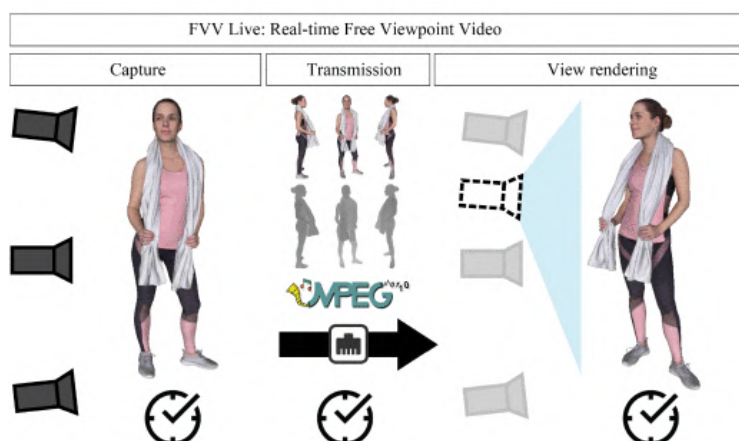 FVV Live: Real-time Free Viewpoint Video
Capture
Transmission
View rendering
MPEG